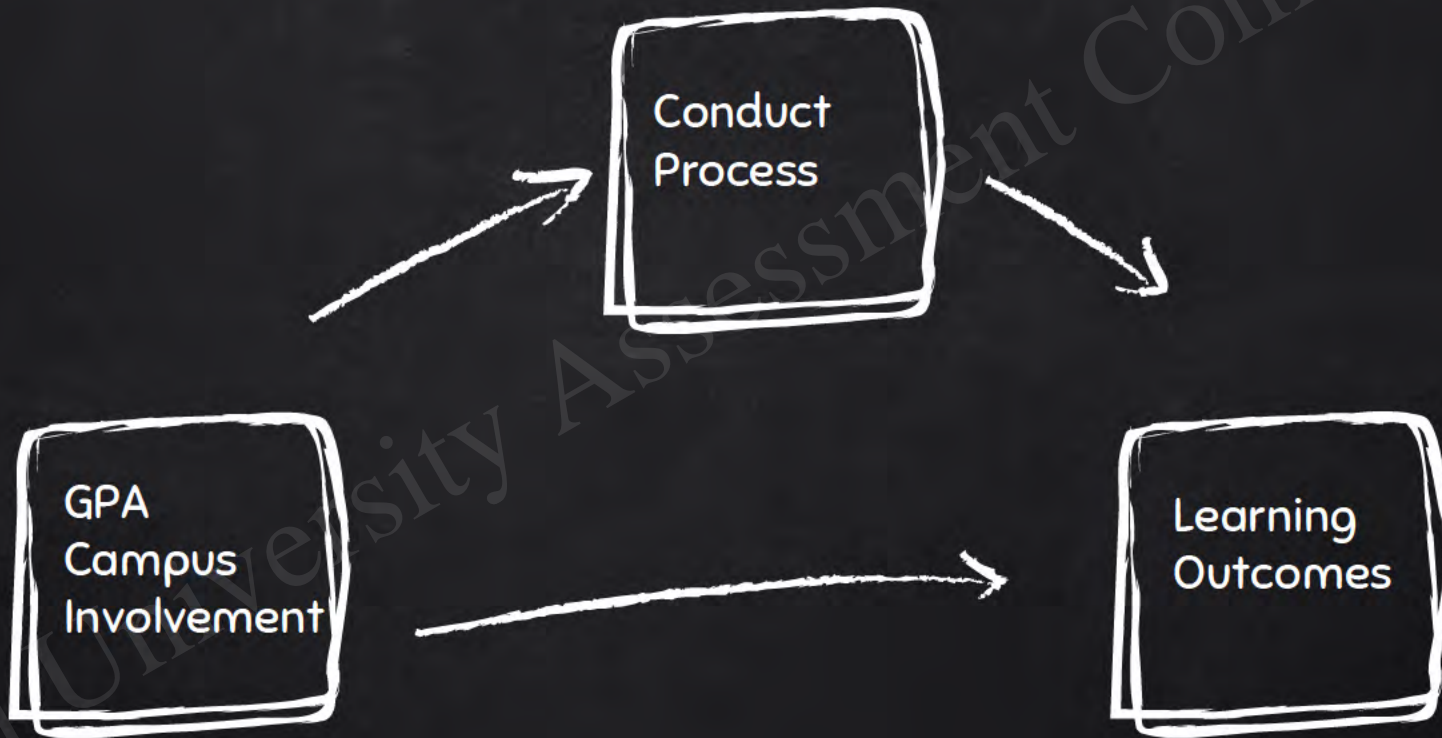 Conduct
Process
GPA
Campus
Involvement
Learning
Outcomes
University Assessment